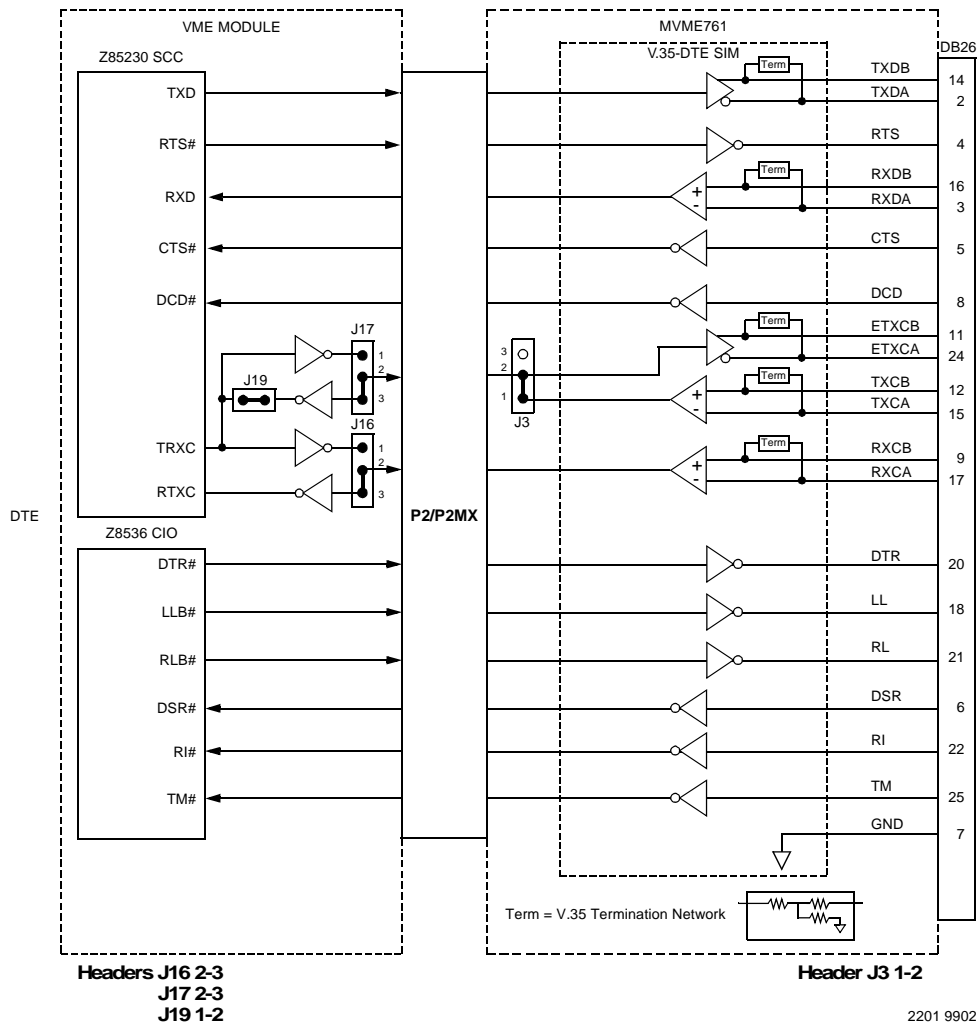 VME MODULE
MVME761
Z85230 SCC
V.35-DTE SIM
DB26
TXD
Term
TXDB
14
TXDA
2
RTS#
RTS
4
RXD
+
-
Term
RXDB
16
RXDA
3
CTS#
CTS
5
DCD#
DCD
8
J17
1
2
3
J19
3
2
1
J3
Term
ETXCB
11
ETXCA
24
+
-
Term
TXCB
12
TXCA
15
J16
1
2
3
TRXC
RTXC
+
-
Term
RXCB
9
RXCA
17
DTE
P2/P2MX
Z8536 CIO
DTR#
DTR
20
LLB#
LL
18
RLB#
RL
21
DSR#
DSR
6
RI#
RI
22
TM#
TM
25
GND
7
Term = V.35 Termination Network
Headers J16 2-3
J17 2-3
J19 1-2
Header J3 1-2
2201 9902